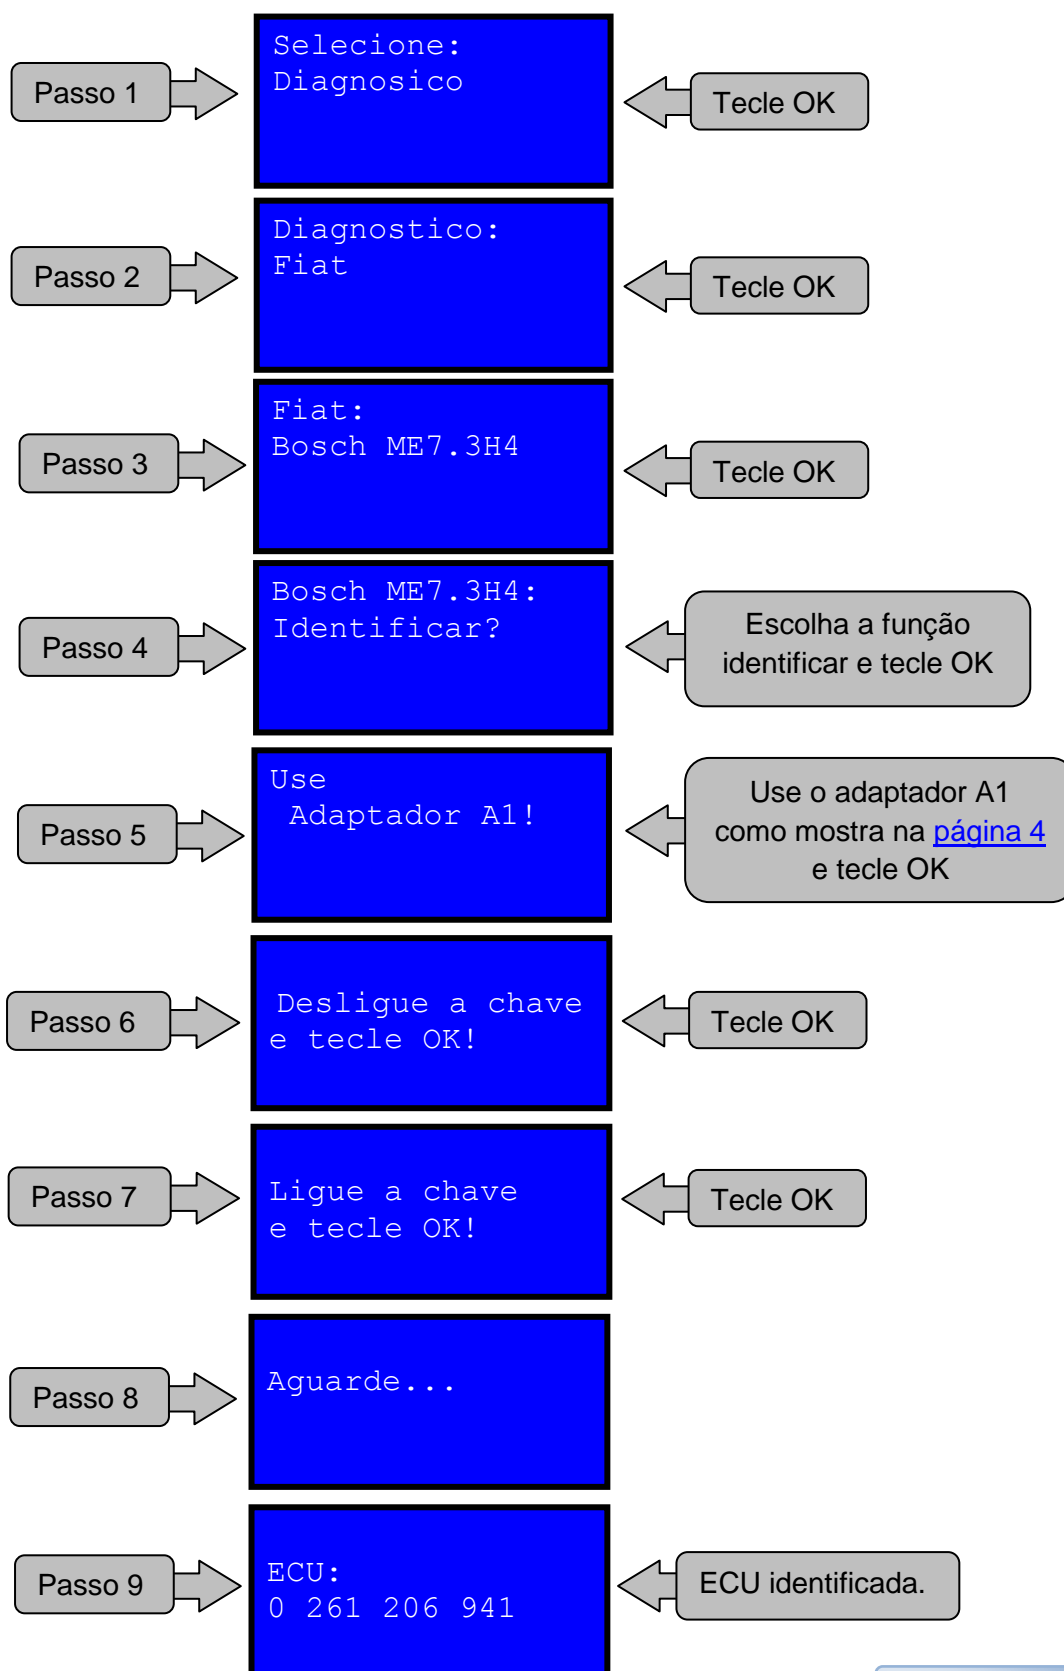 Passo 1
Selecione:
Diagnosico
Tecle OK
Passo 2
Diagnostico:
Fiat
Tecle OK
Passo 3
Fiat:
Bosch ME7.3H4
Tecle OK
Passo 4
Bosch ME7.3H4:
Identificar?
Escolha a função
identificar e tecle OK
Passo 5
Use
Adaptador A1!
Use o adaptador A1
como mostra na página 4
e tecle OK
Passo 6
Desligue a chave
e tecle OK!
Tecle OK
Passo 7
Ligue a chave
e tecle OK!
Tecle OK
Passo 8
Aguarde...
Passo 9
ECU:
0 261 206 941
ECU identificada.